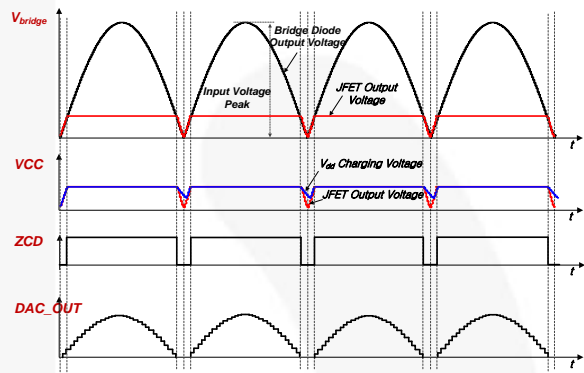 Vbridge
Bridge Diode
Output Voltage
Input Voltage
Peak
JFET Output
Voltage
t
VCC
Vdd Charging Voltage
JFET Output Voltage
t
ZCD
t
DAC_OUT
t